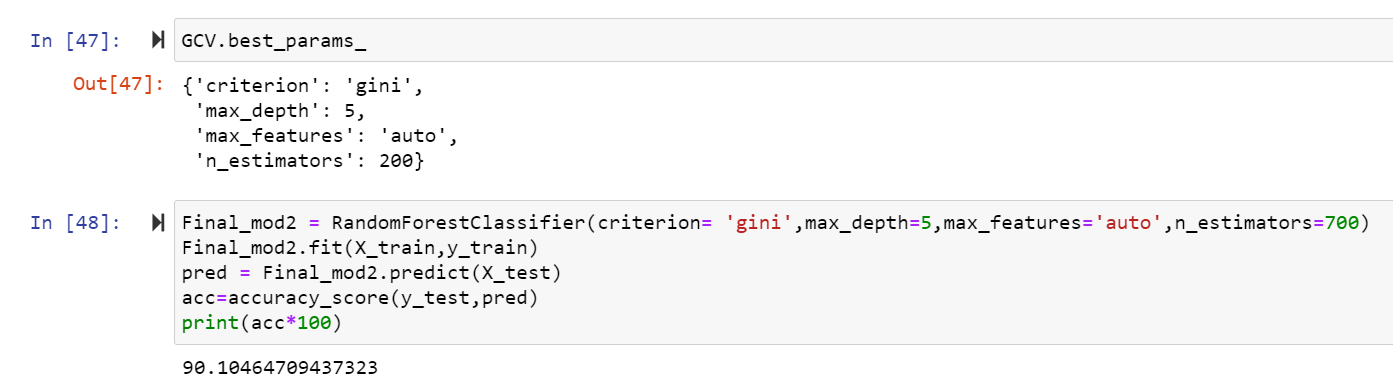 In [47]: GCV.best_params_
Out[47]: {'criterion': 'gini',
'max_depth': 5,
'max_features': 'auto',
'n_estimators': 200}
In [48]: Final_mod2 = RandomForestClassifier(criterion= 'gini',max_depth=5,max_features='auto',n_estimators=700)
Final_mod2.fit(X_train,y_train)
pred = Final_mod2.predict(X_test)
acc=accuracy_score(y_test,pred)
print(acc*100)
90.10464709437323